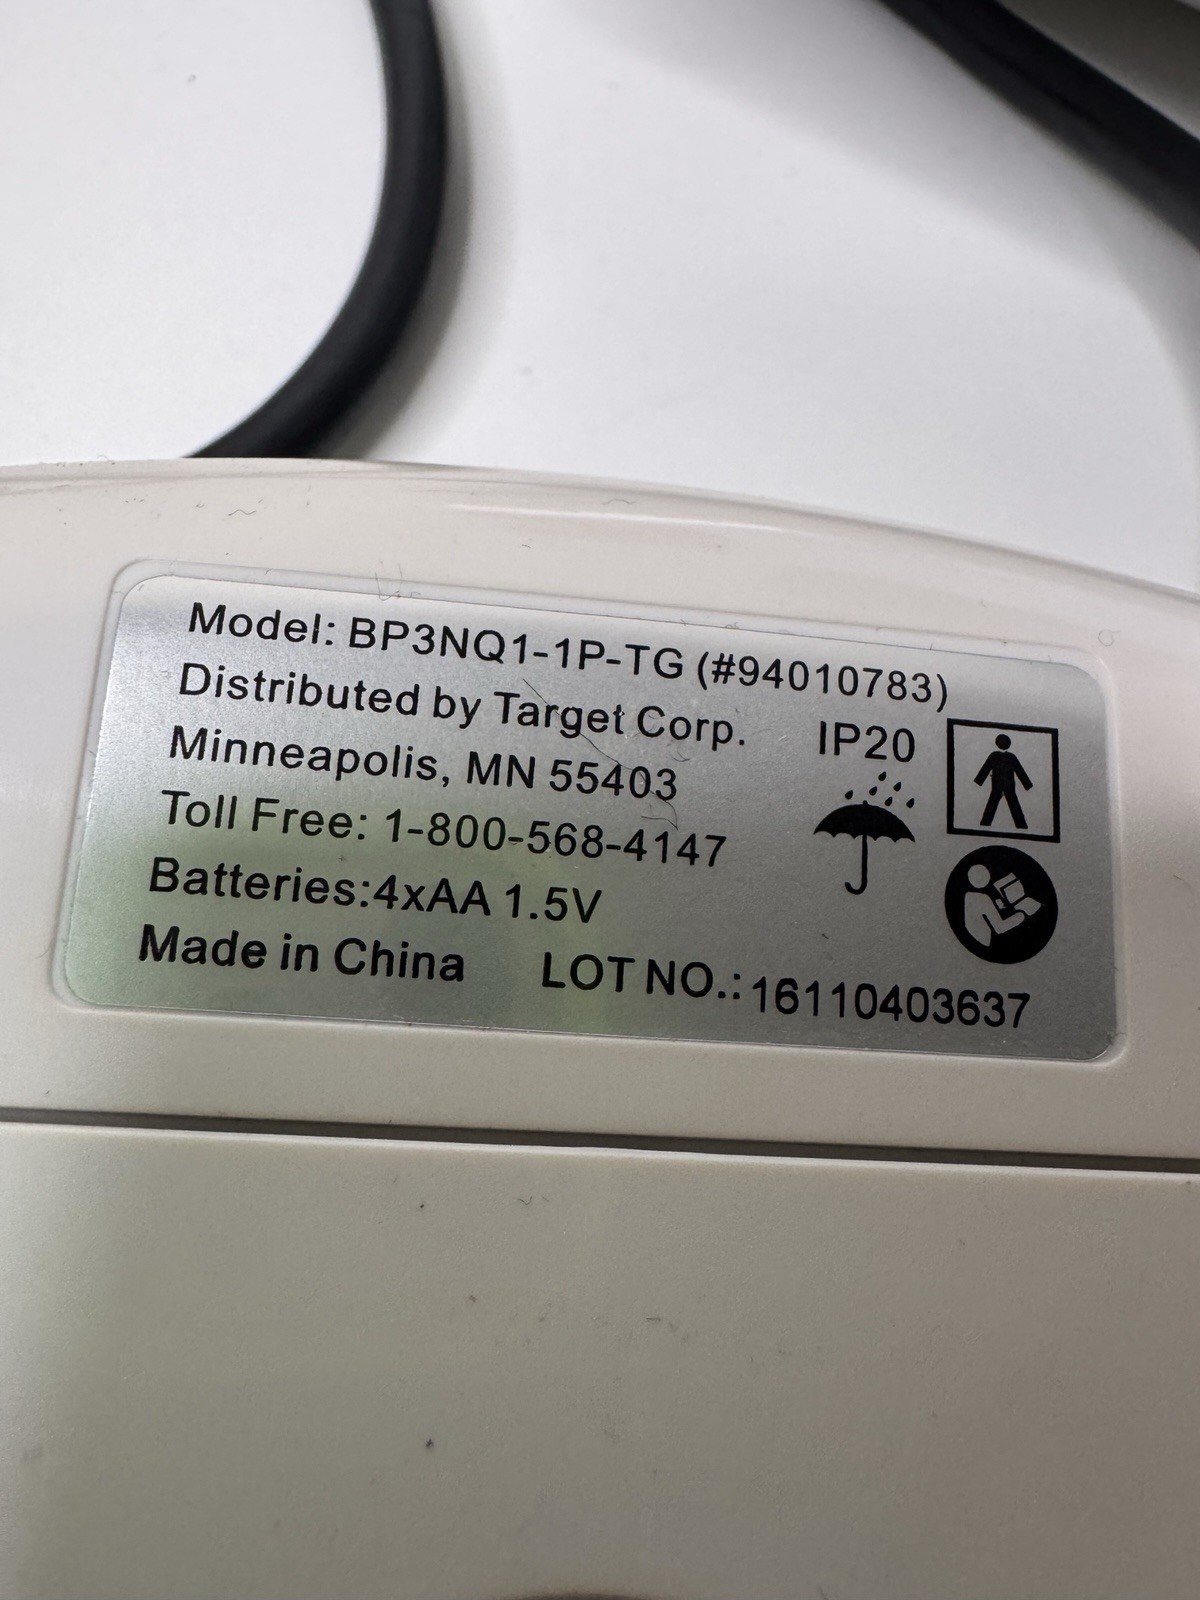 Model: BP3NQ1-1P-TG (#94010783)
Distributed by Target Corp.
IP20
Minneapolis, MN 55403
Toll Free: 1-800-568-4147
Batteries:4xAA 1.5V
Made in China
LOT NO.:16110403637